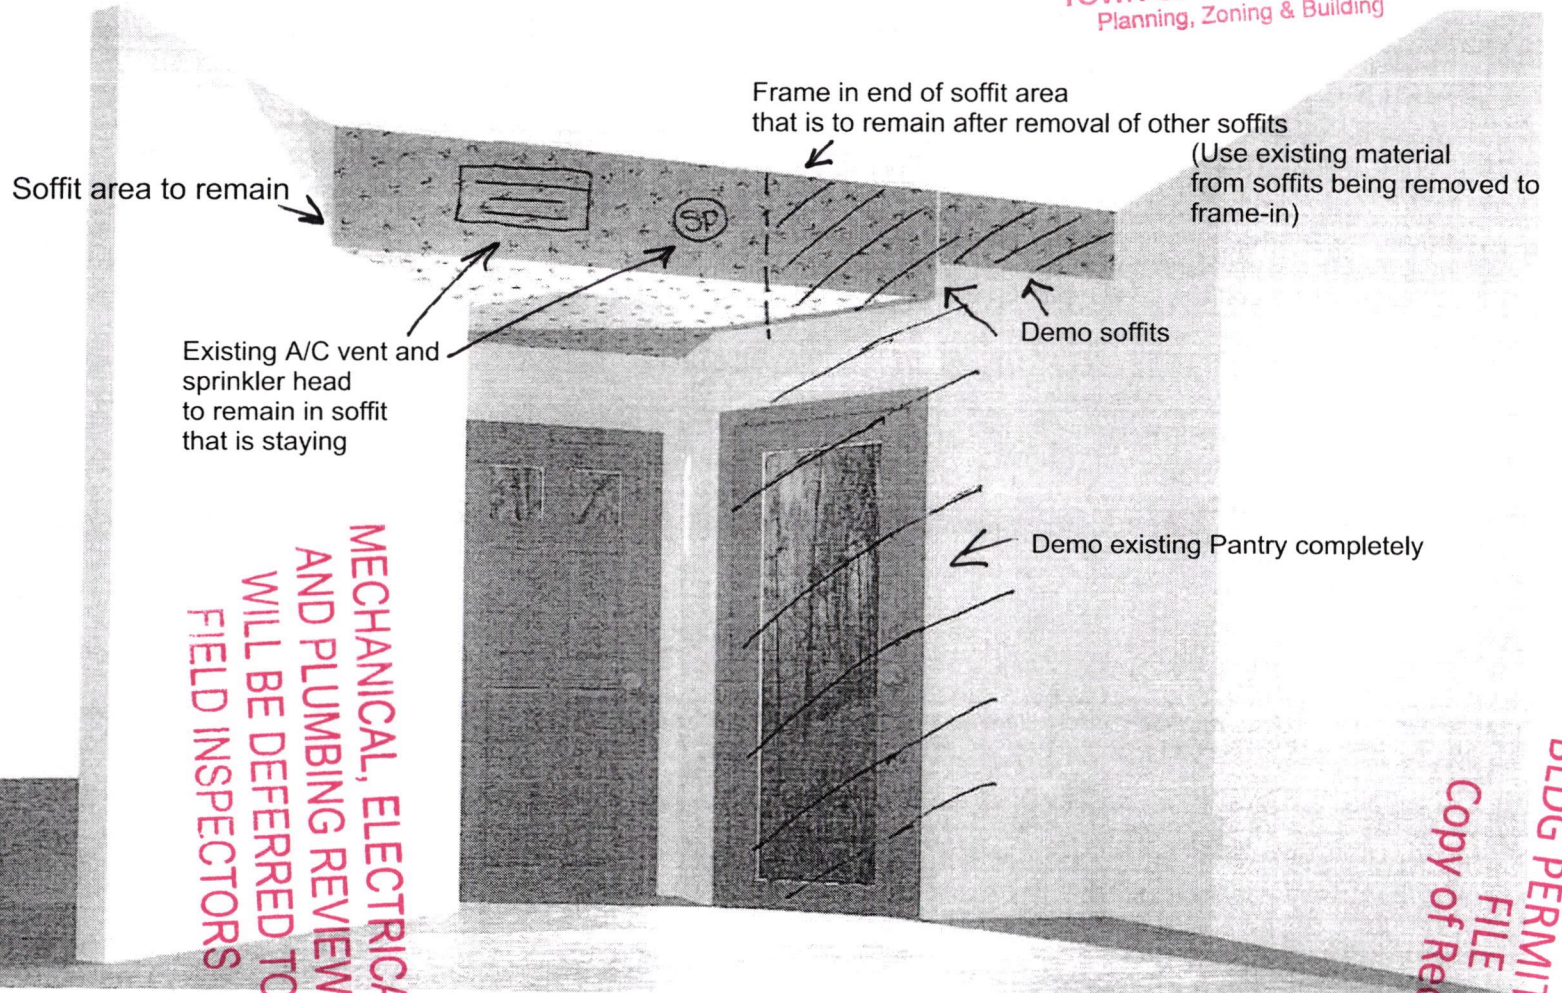 Planning, Zoning & Building
Frame in end of soffit area
that is to remain after removal of other soffits
(Use existing material
from soffits being removed to
frame-in)
Soffit area to remain
SP
Demo soffits
Existing A/C vent and
sprinkler head
to remain in soffit
that is staying
Demo existing Pantry completely
MECHANICAL, ELECTRICA
AND PLUMBING REVIEW
WILL BE DEFERRED TO
FIELD INSPECTORS
BLDG PERMIT
FILE
Copy of Rec